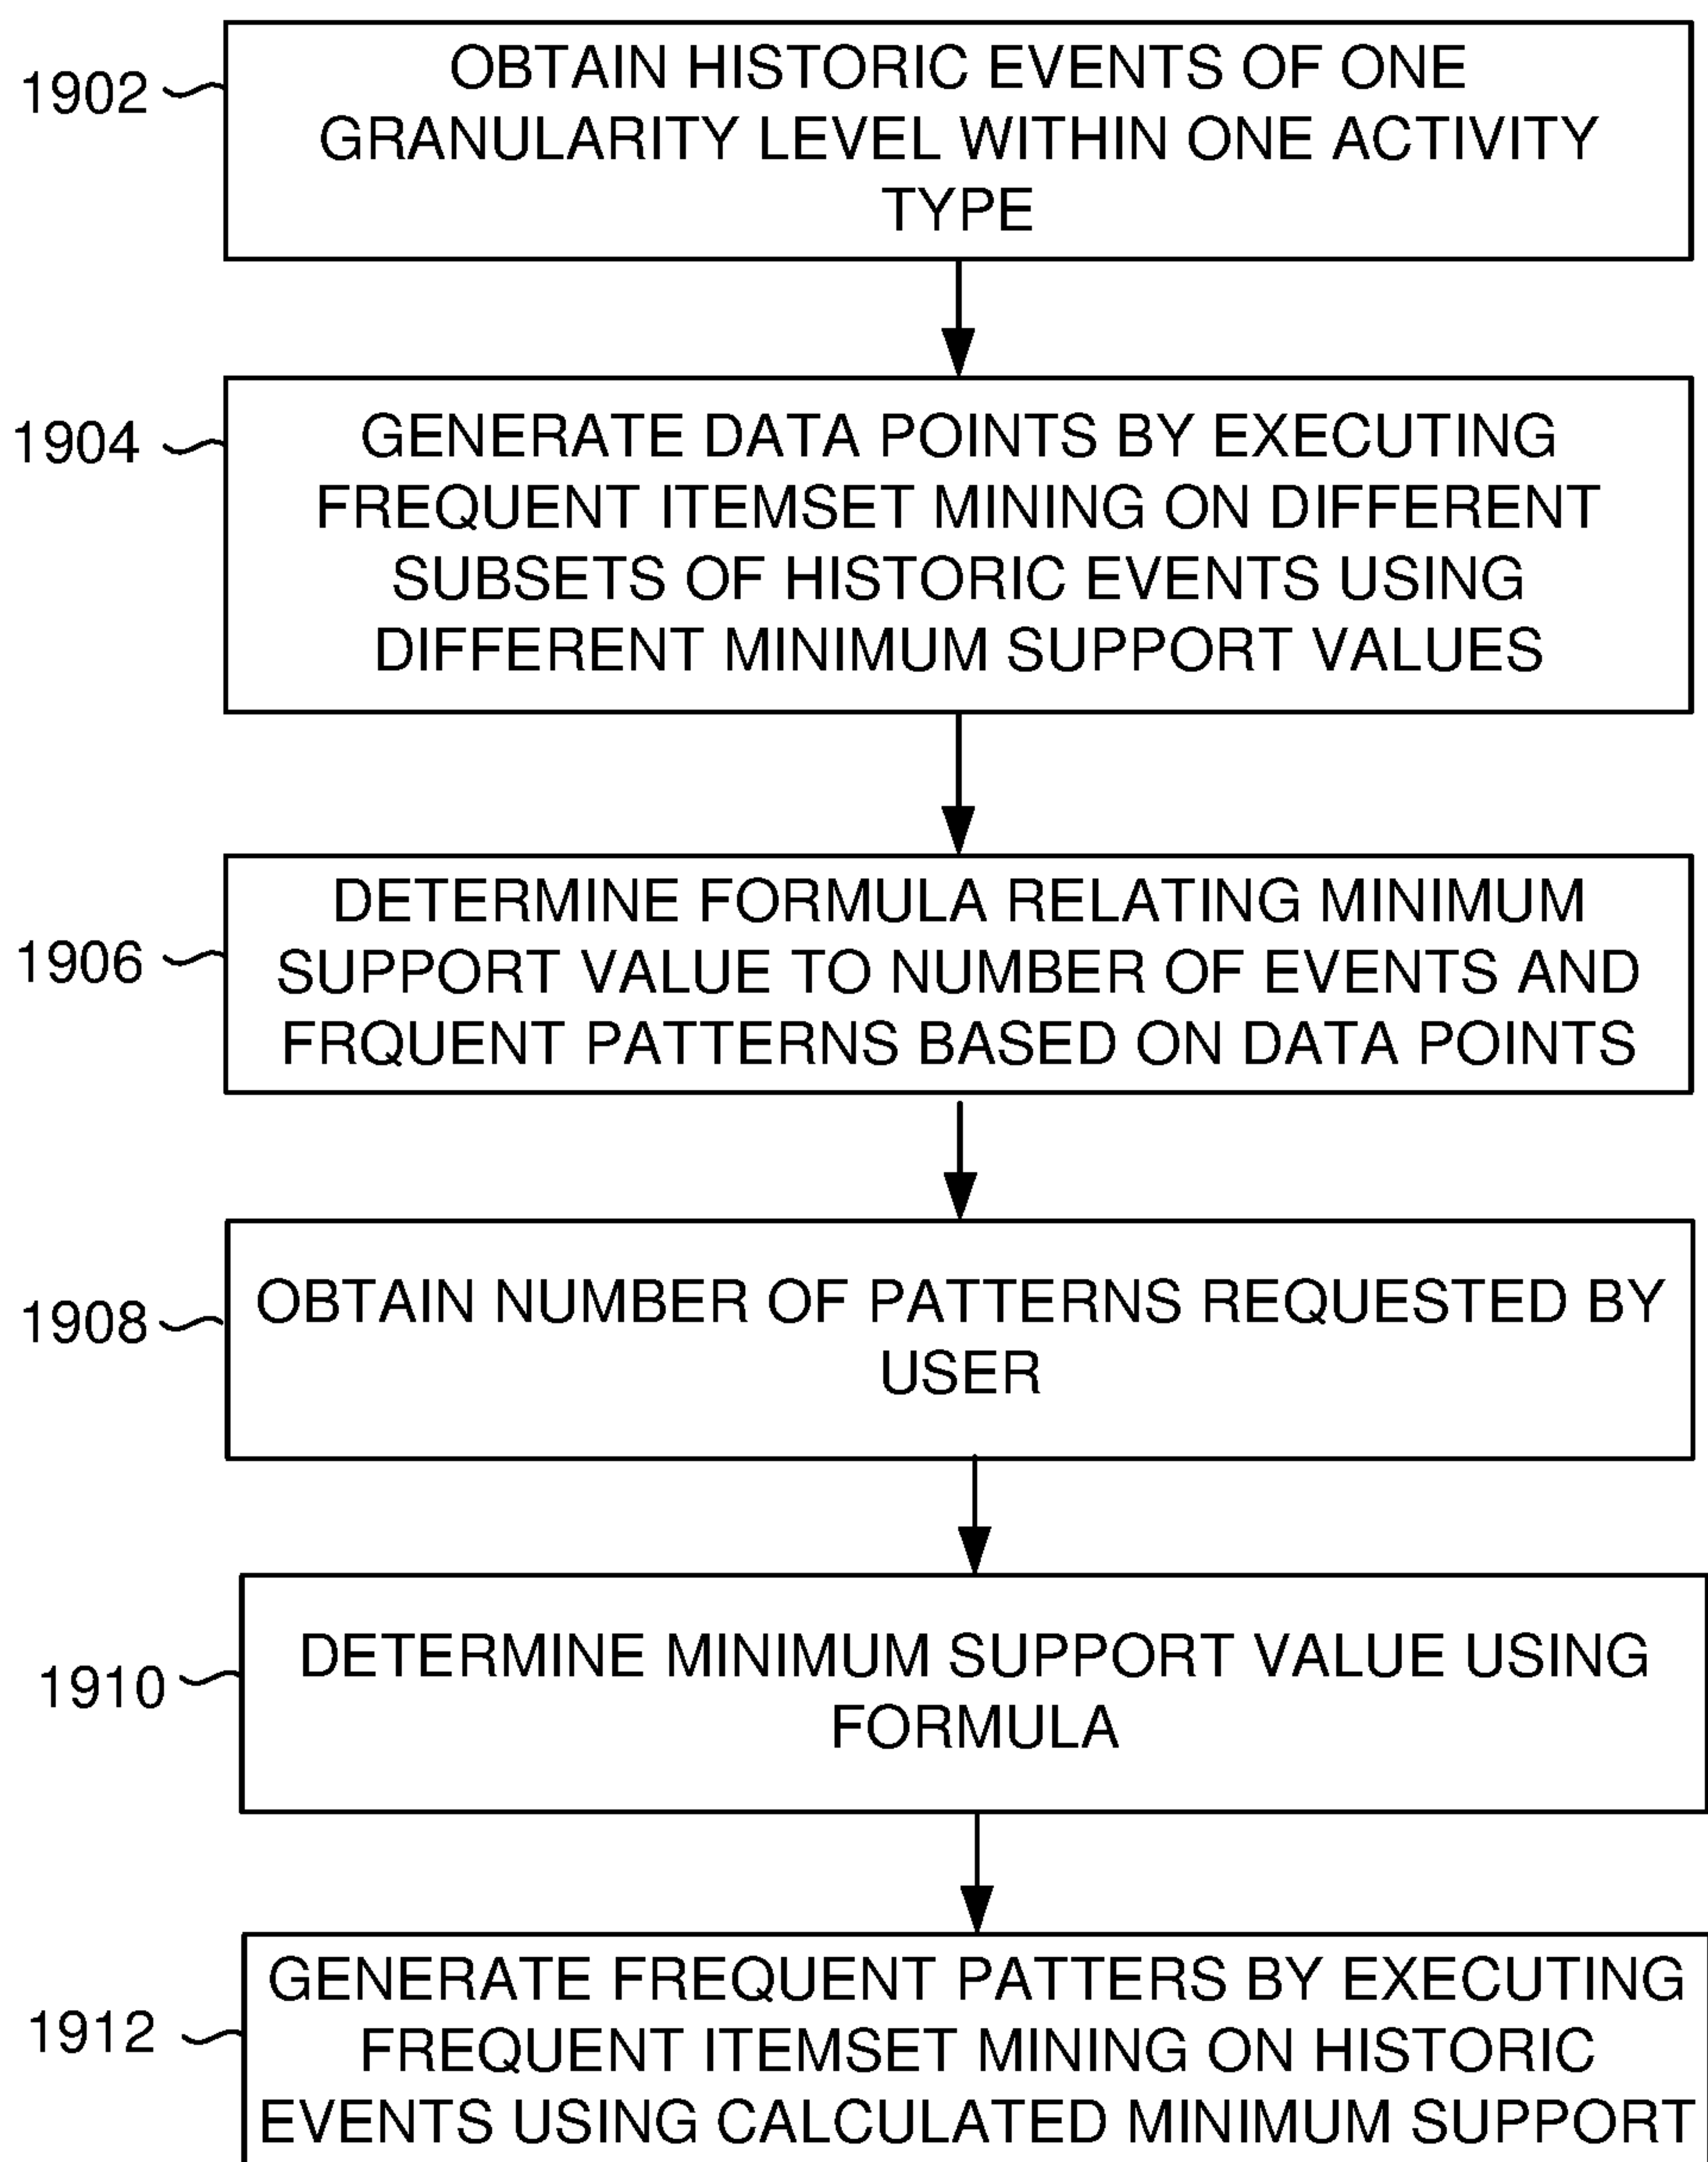 1902
OBTAIN HISTORIC EVENTS OF ONE
GRANULARITY LEVEL WITHIN ONE ACTIVITY
TYPE
1904
GENERATE DATA POINTS BY EXECUTING
FREQUENT ITEMSET MINING ON DIFFERENT
SUBSETS OF HISTORIC EVENTS USING
DIFFERENT MINIMUM SUPPORT VALUES
1906
DETERMINE FORMULA RELATING MINIMUM
SUPPORT VALUE TO NUMBER OF EVENTS AND
FRQUENT PATTERNS BASED ON DATA POINTS
1908
OBTAIN NUMBER OF PATTERNS REQUESTED BY
USER
1910
DETERMINE MINIMUM SUPPORT VALUE USING
FORMULA
1912
GENERATE FREQUENT PATTERS BY EXECUTING
FREQUENT ITEMSET MINING ON HISTORIC
EVENTS USING CALCULATED MINIMUM SUPPORT